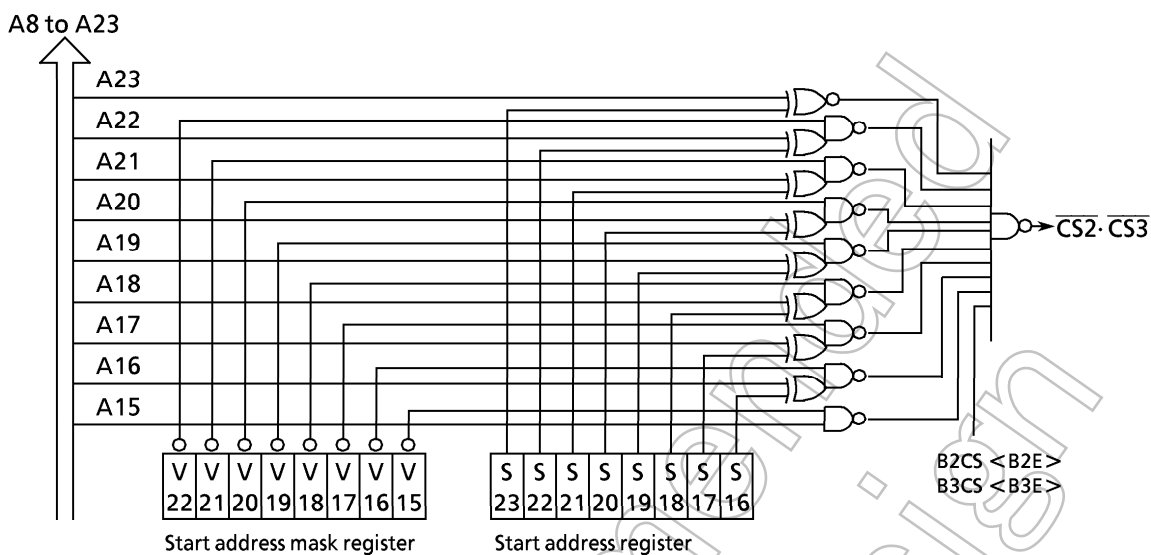 A8 to A23
A23
A22
A21
A20
A19
A18
A17
A16
A15
CS2· CS3
V V V V V V V V
22 21 20 19 18 17 16 15
S S S S S S S S
23 22 21 20 19 18 17 16
B2CS <B2E>
B3CS <B3E>
Start address mask register
Start address register
mended
sign